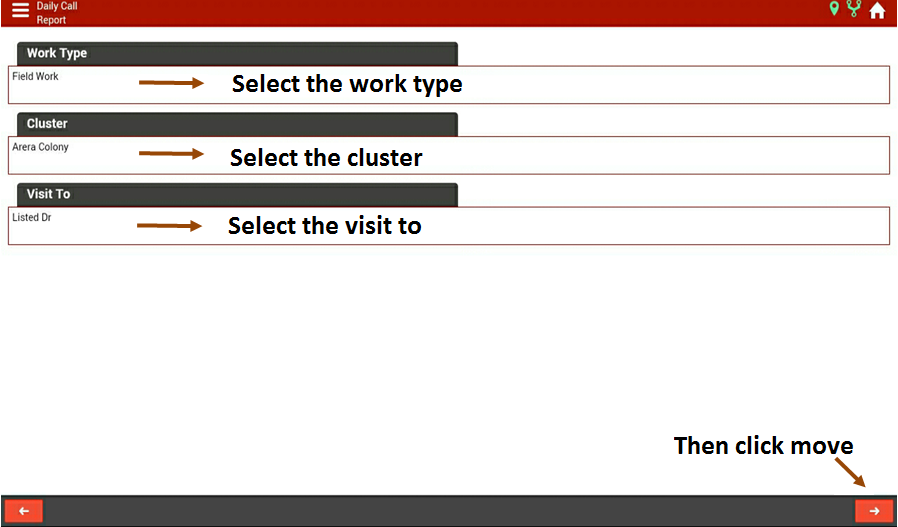 Daily Call
Report
Work Type
Field Work
Select the work type
Cluster
Arera Colony
Select the cluster
Visit To
Listed Dr
Select the visit to
Then click move